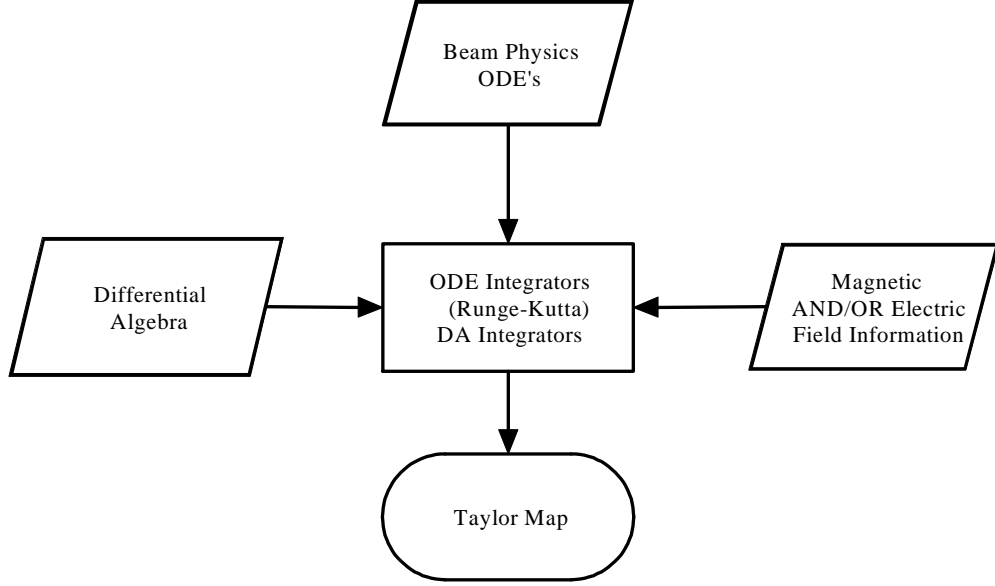 Beam Physics
ODE's
Differential
Algebra
ODE Integrators
(Runge-Kutta)
DA Integrators
Magnetic
AND/OR Electric
Field Information
Taylor Map